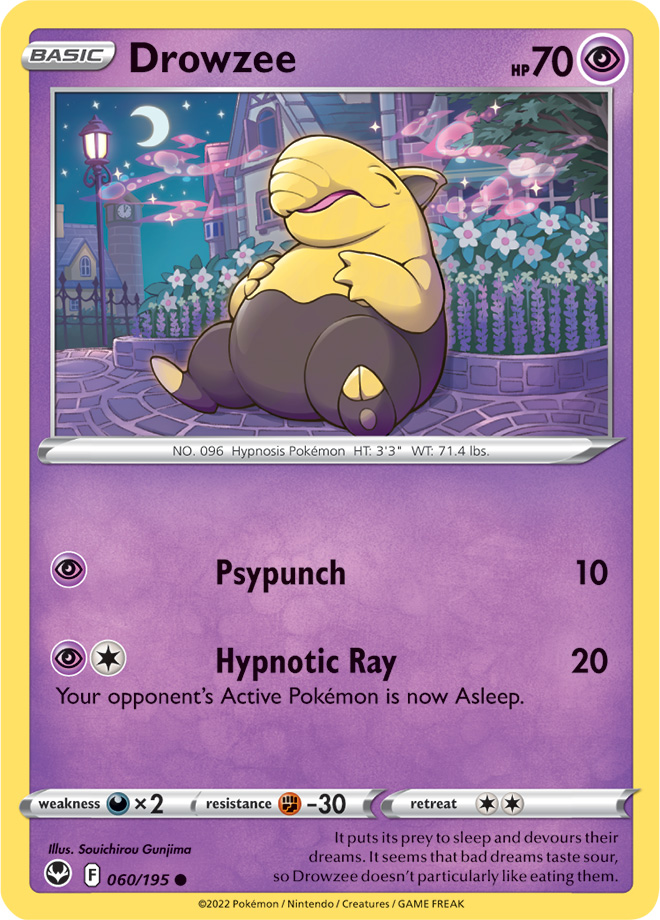 BASIC Drowzee HP70
NO. 096 Hypnosis Pokémon HT: 3'3" WT: 71.4 lbs.
Psypunch 10
Hypnotic Ray 20
Your opponent's Active Pokémon is now Asleep.
weakness ×2 resistance -30 retreat
Illus. Souichirou Gunjima
It puts its prey to sleep and devours their
dreams. It seems that bad dreams taste sour,
so Drowzee doesn't particularly like eating them.
F 060/195
©2022 Pokémon / Nintendo / Creatures / GAME FREAK